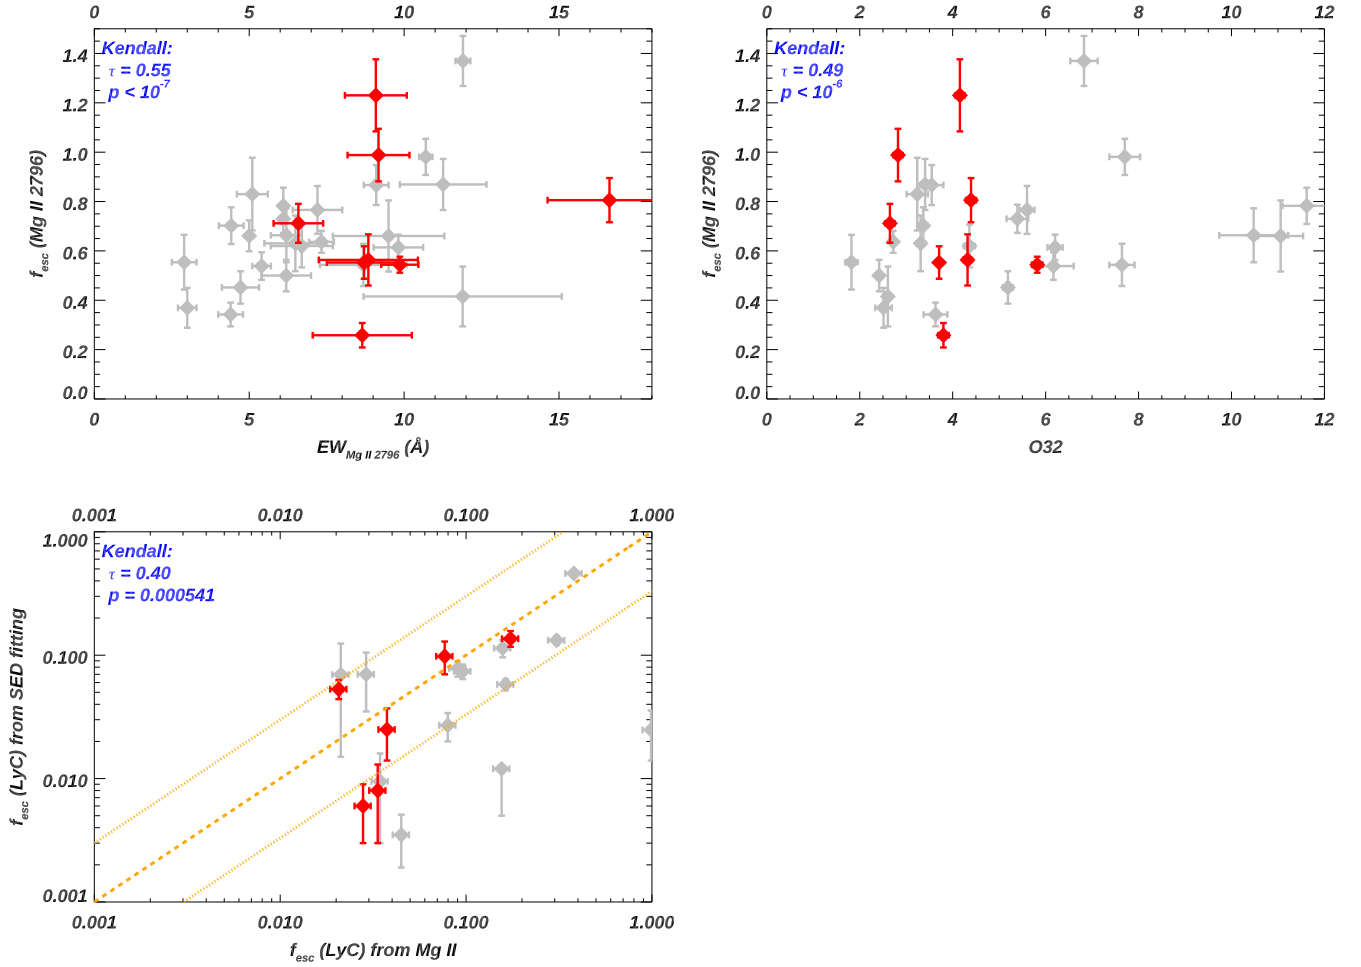 0 5 10 15
1.4
1.2
1.0
0.8
0.6
0.4
0.2
0.0
f_esc (Mg II 2796)
Kendall:
τ = 0.55
p < 10^-7
0 5 10 15
EW_Mg II 2796 (Å)
0 2 4 6 8 10 12
1.4
1.2
1.0
0.8
0.6
0.4
0.2
0.0
f_esc (Mg II 2796)
Kendall:
τ = 0.49
p < 10^-6
0 2 4 6 8 10 12
O32
0.001 0.010 0.100 1.000
1.000
0.100
0.010
0.001
f_esc (LyC) from SED fitting
Kendall:
τ = 0.40
p = 0.000541
0.001 0.010 0.100 1.000
f_esc (LyC) from Mg II